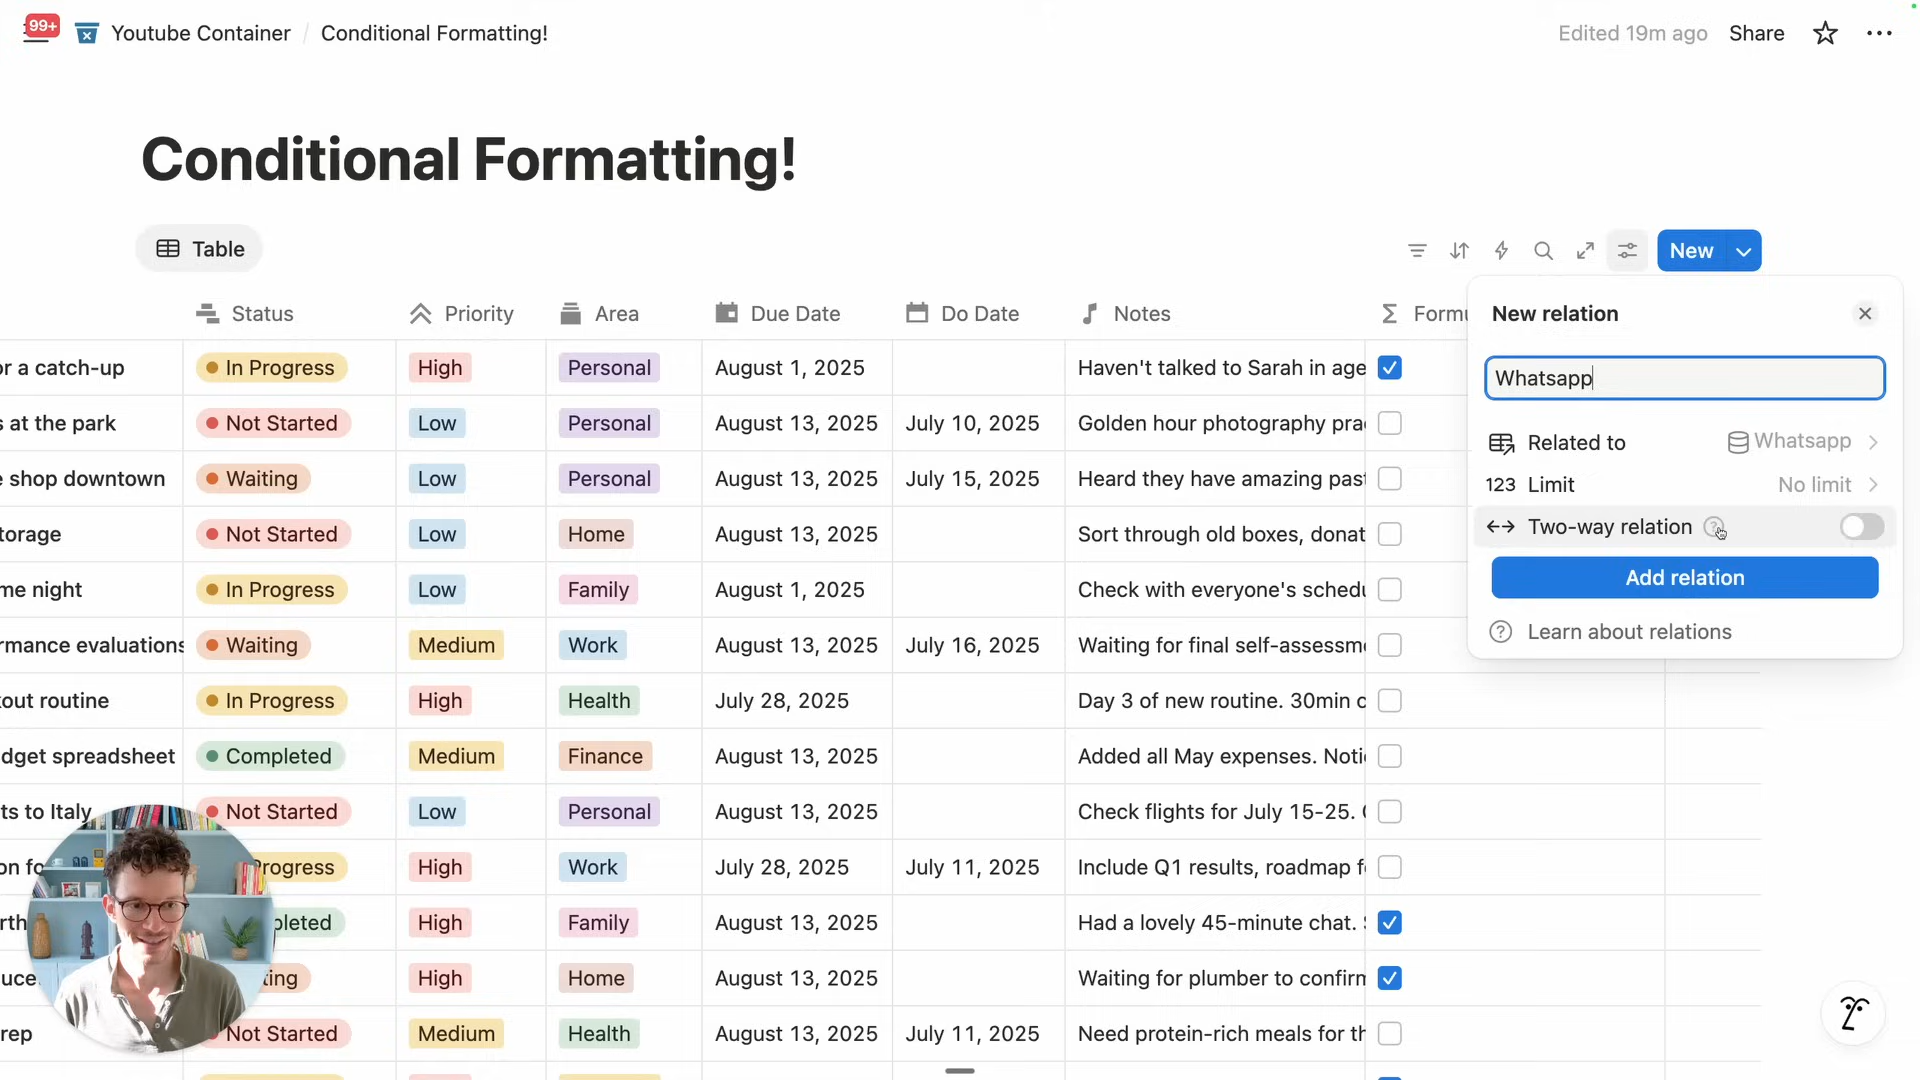 99+ Youtube Container / Conditional Formatting! Edited 19m ago Share
Conditional Formatting!
Table New
Status Priority Area Due Date Do Date Notes Formu
or a catch-up In Progress High Personal August 1, 2025 Haven't talked to Sarah in age
s at the park Not Started Low Personal August 13, 2025 July 10, 2025 Golden hour photography pra
e shop downtown Waiting Low Personal August 13, 2025 July 15, 2025 Heard they have amazing past
torage Not Started Low Home August 13, 2025 Sort through old boxes, donat
me night In Progress Low Family August 1, 2025 Check with everyone's schedu
rmance evaluations Waiting Medium Work August 13, 2025 July 16, 2025 Waiting for final self-assessme
kout routine In Progress High Health July 28, 2025 Day 3 of new routine. 30min c
dget spreadsheet Completed Medium Finance August 13, 2025 Added all May expenses. Noti
ts to Italy Not Started Low Personal August 13, 2025 Check flights for July 15-25.
on fo Progress High Work July 28, 2025 July 11, 2025 Include Q1 results, roadmap f
rth pleted High Family August 13, 2025 Had a lovely 45-minute chat.
uce ting High Home August 13, 2025 Waiting for plumber to confirm
rep Not Started Medium Health August 13, 2025 July 11, 2025 Need protein-rich meals for th
New relation
Whatsapp
Related to Whatsapp
123 Limit No limit
Two-way relation ?
Add relation
? Learn about relations